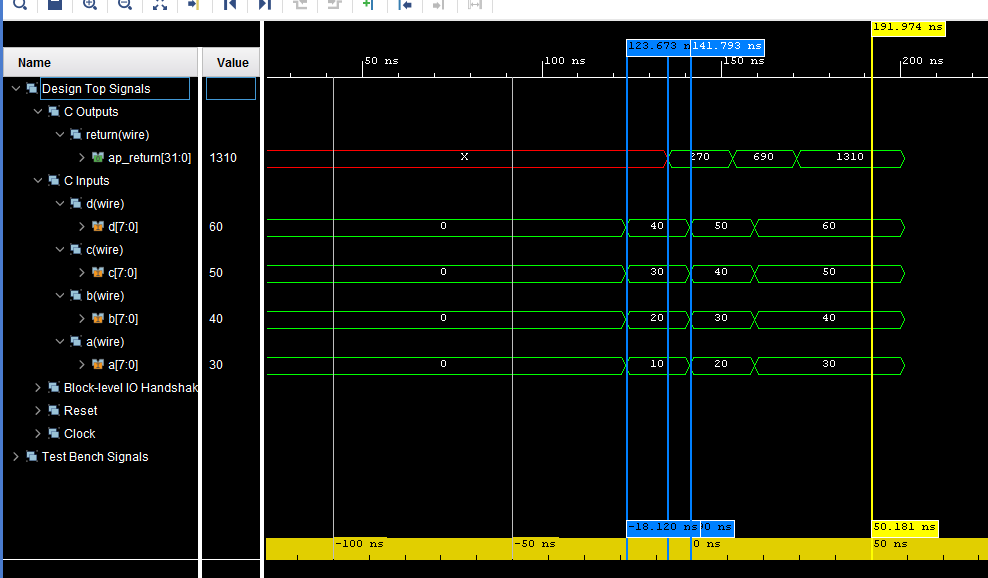 191.974 ns
123.673 n 141.793 ns
Name Value 50 ns 100 ns 150 ns 200 ns
Design Top Signals
C Outputs
return(wire)
ap_return[31:0] 1310 X 270 690 1310
C Inputs
d(wire)
d[7:0] 60 0 40 50 60
c(wire)
c[7:0] 50 0 30 40 50
b(wire)
b[7:0] 40 0 20 30 40
a(wire)
a[7:0] 30 0 10 20 30
Block-level IO Handshak
Reset
Clock
Test Bench Signals
-18.120 ns ns 50.181 ns
-100 ns -50 ns 0 ns 50 ns